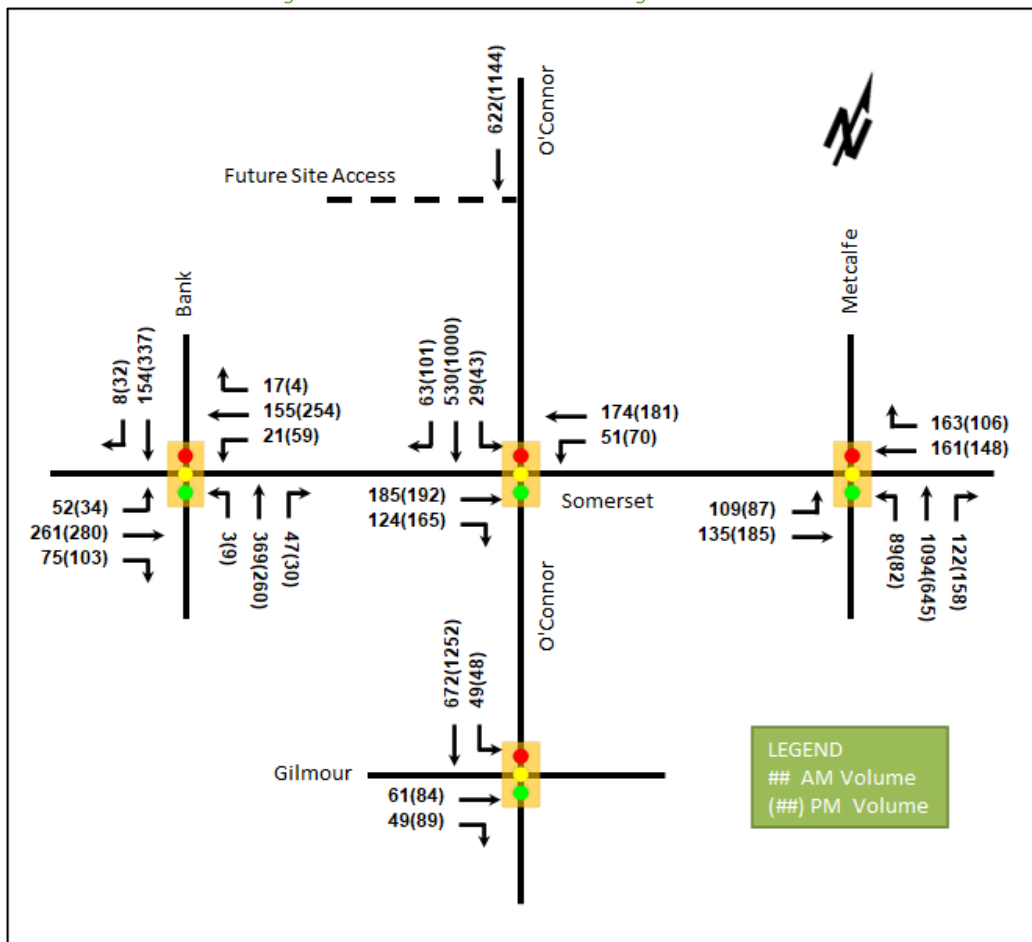 O'Connor
622(1144)
Future Site Access
Bank
Metcalfe
N
8(32)
154(337)
17(4)
155(254)
21(59)
63(101)
530(1000)
29(43)
174(181)
51(70)
163(106)
161(148)
52(34)
261(280)
75(103)
3(9)
369(260)
47(30)
185(192)
124(165)
Somerset
109(87)
135(185)
89(82)
1094(645)
122(158)
O'Connor
672(1252)
49(48)
Gilmour
61(84)
49(89)
LEGEND
## AM Volume
(##) PM Volume